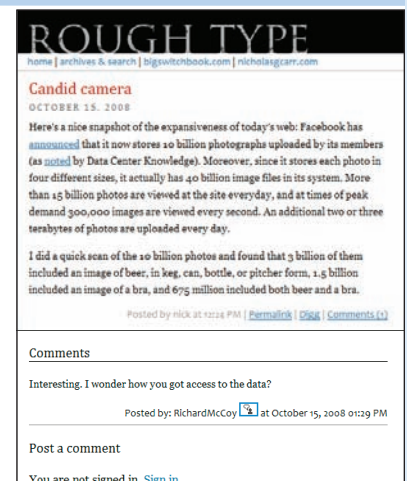 ROUGH TYPE
home | archives & search | bigswitchbook.com | nicholasgcarr.com
Candid camera
OCTOBER 15, 2008
Here's a nice snapshot of the expansiveness of today's web: Facebook has
announced that it now stores 10 billion photographs uploaded by its members
(as noted by Data Center Knowledge). Moreover, since it stores each photo in
four different sizes, it actually has 40 billion image files in its system. More
than 15 billion photos are viewed at the site everyday, and at times of peak
demand 300,000 images are viewed every second. An additional two or three
terabytes of photos are uploaded every day.
I did a quick scan of the 10 billion photos and found that 3 billion of them
included an image of beer, in keg, can, bottle, or pitcher form, 1.5 billion
included an image of a bra, and 675 million included both beer and a bra.
Posted by nick at 12:24 PM | Permalink | Digg | Comments (1)
Comments
Interesting. I wonder how you got access to the data?
Posted by: RichardMcCoy at October 15, 2008 01:29 PM
Post a comment
You are not signed in. Sign in